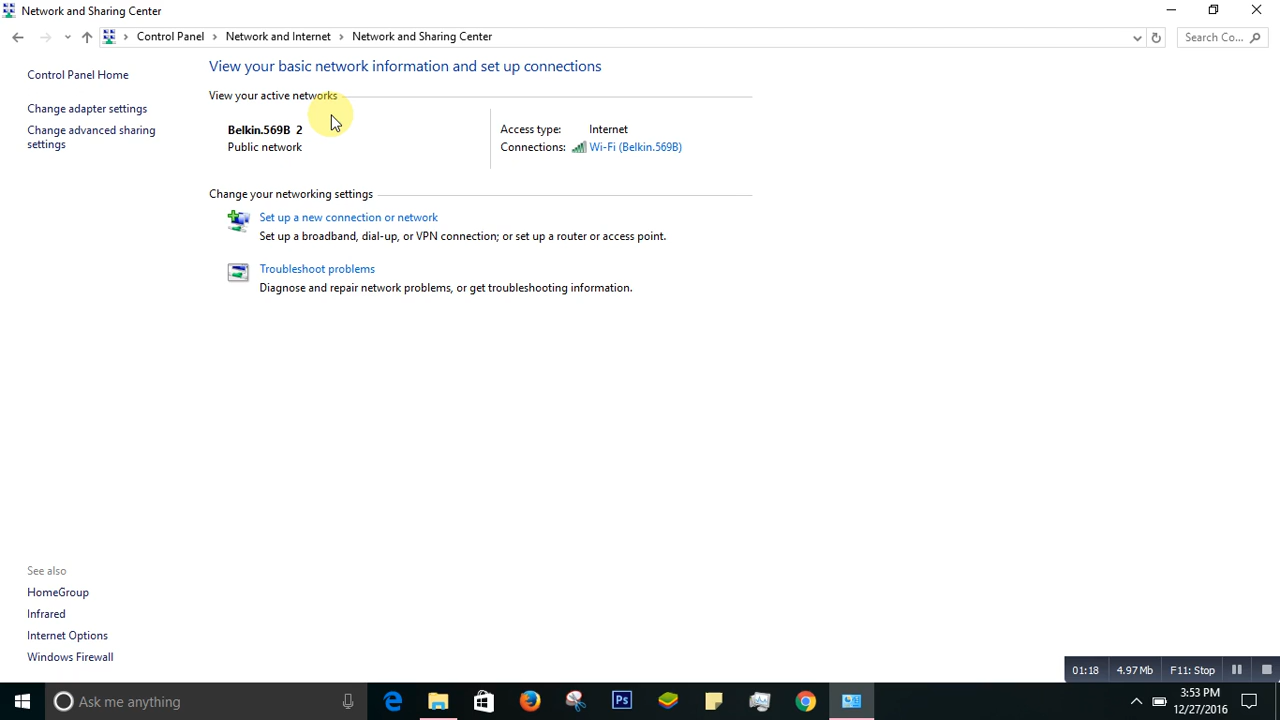 Network and Sharing Center
Control Panel > Network and Internet > Network and Sharing Center
Search Co...
Control Panel Home
Change adapter settings
Change advanced sharing
settings
View your basic network information and set up connections
View your active networks
Belkin.569B 2
Public network
Access type: Internet
Connections: Wi-Fi (Belkin.569B)
Change your networking settings
Set up a new connection or network
Set up a broadband, dial-up, or VPN connection; or set up a router or access point.
Troubleshoot problems
Diagnose and repair network problems, or get troubleshooting information.
See also
HomeGroup
Infrared
Internet Options
Windows Firewall
01:18 4.97 Mb F11: Stop
Ask me anything
Ps
3:53 PM
12/27/2016